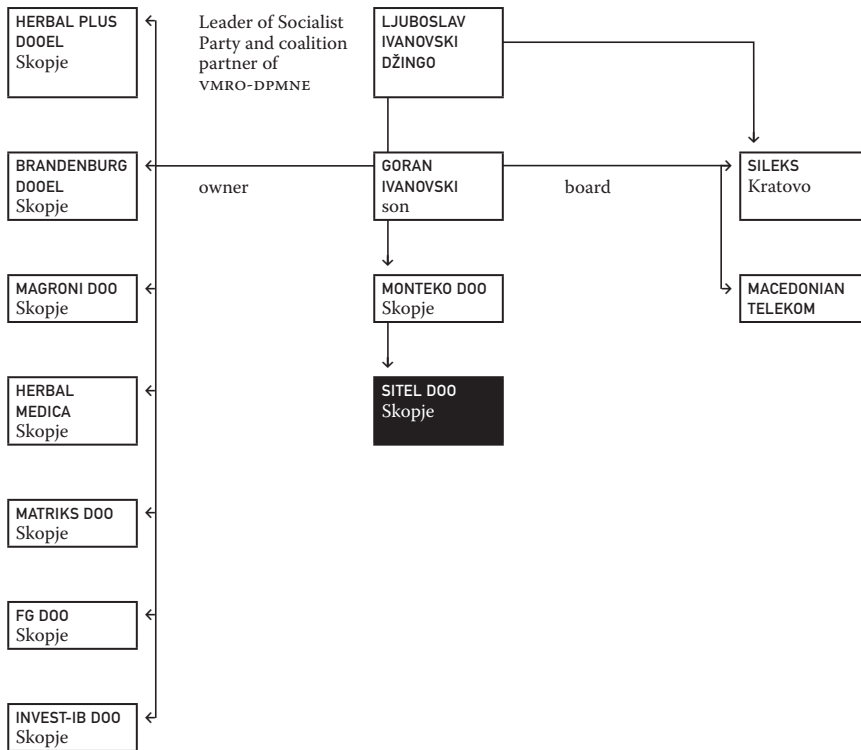 HERBAL PLUS
DOOEL
Skopje
Leader of Socialist
Party and coalition
partner of
VMRO-DPMNE
LJUBOSLAV
IVANOVSKI
DŽINGO
BRANDENBURG
DOOEL
Skopje
owner
GORAN
IVANOVSKI
son
board
SILEKS
Kratovo
MAGRONI DOO
Skopje
MONTEKO DOO
Skopje
MACEDONIAN
TELEKOM
HERBAL
MEDICA
Skopje
SITEL DOO
Skopje
MATRIKS DOO
Skopje
FG DOO
Skopje
INVEST-IB DOO
Skopje